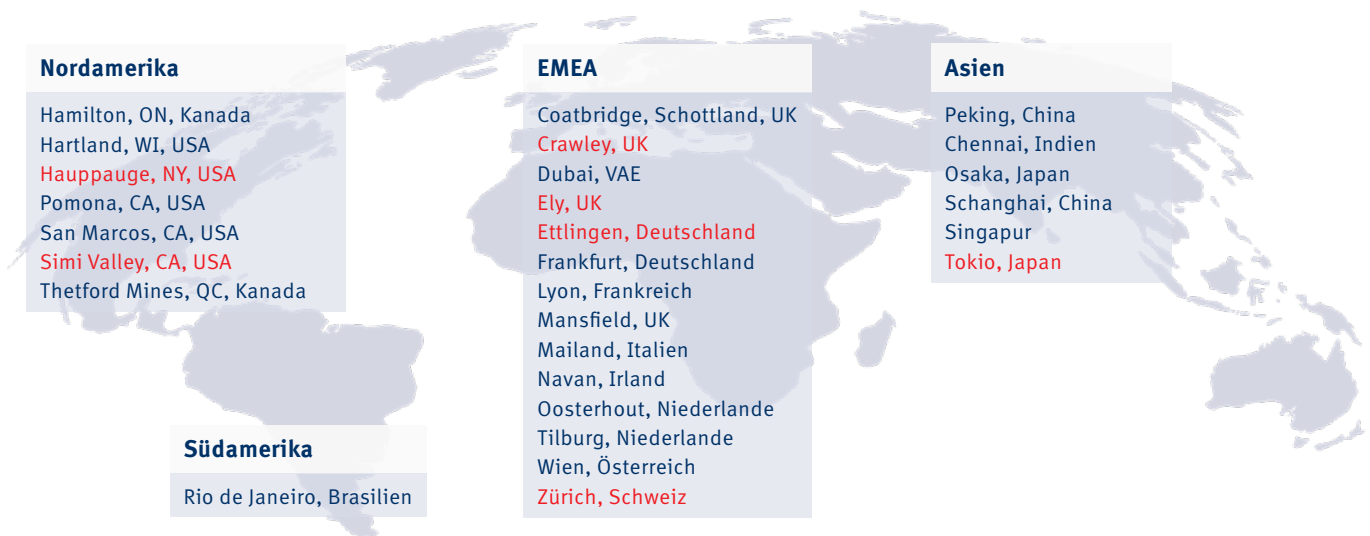 Nordamerika
Hamilton, ON, Kanada
Hartland, WI, USA
Hauppauge, NY, USA
Pomona, CA, USA
San Marcos, CA, USA
Simi Valley, CA, USA
Thetford Mines, QC, Kanada
Südamerika
Rio de Janeiro, Brasilien
EMEA
Coatbridge, Schottland, UK
Crawley, UK
Dubai, VAE
Ely, UK
Ettlingen, Deutschland
Frankfurt, Deutschland
Lyon, Frankreich
Mansfield, UK
Mailand, Italien
Navan, Irland
Oosterhout, Niederlande
Tilburg, Niederlande
Wien, Österreich
Zürich, Schweiz
Asien
Peking, China
Chennai, Indien
Osaka, Japan
Schanghai, China
Singapur
Tokio, Japan